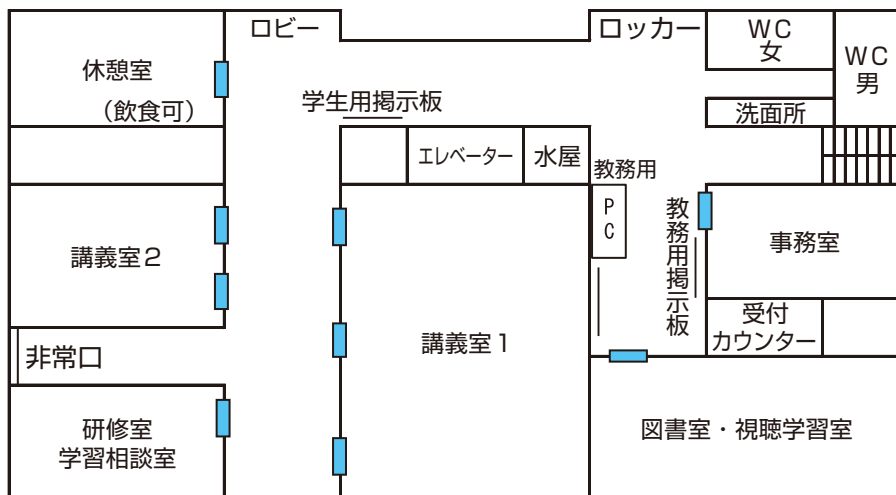 ロビー
ロッカー
WC
女
WC
男
休憩室
（飲食可）
学生用掲示板
洗面所
エレベーター
水屋
教務用
PC
教務用掲示板
講義室2
事務室
受付
カウンター
講義室1
非常口
研修室
学習相談室
図書室・視聴学習室